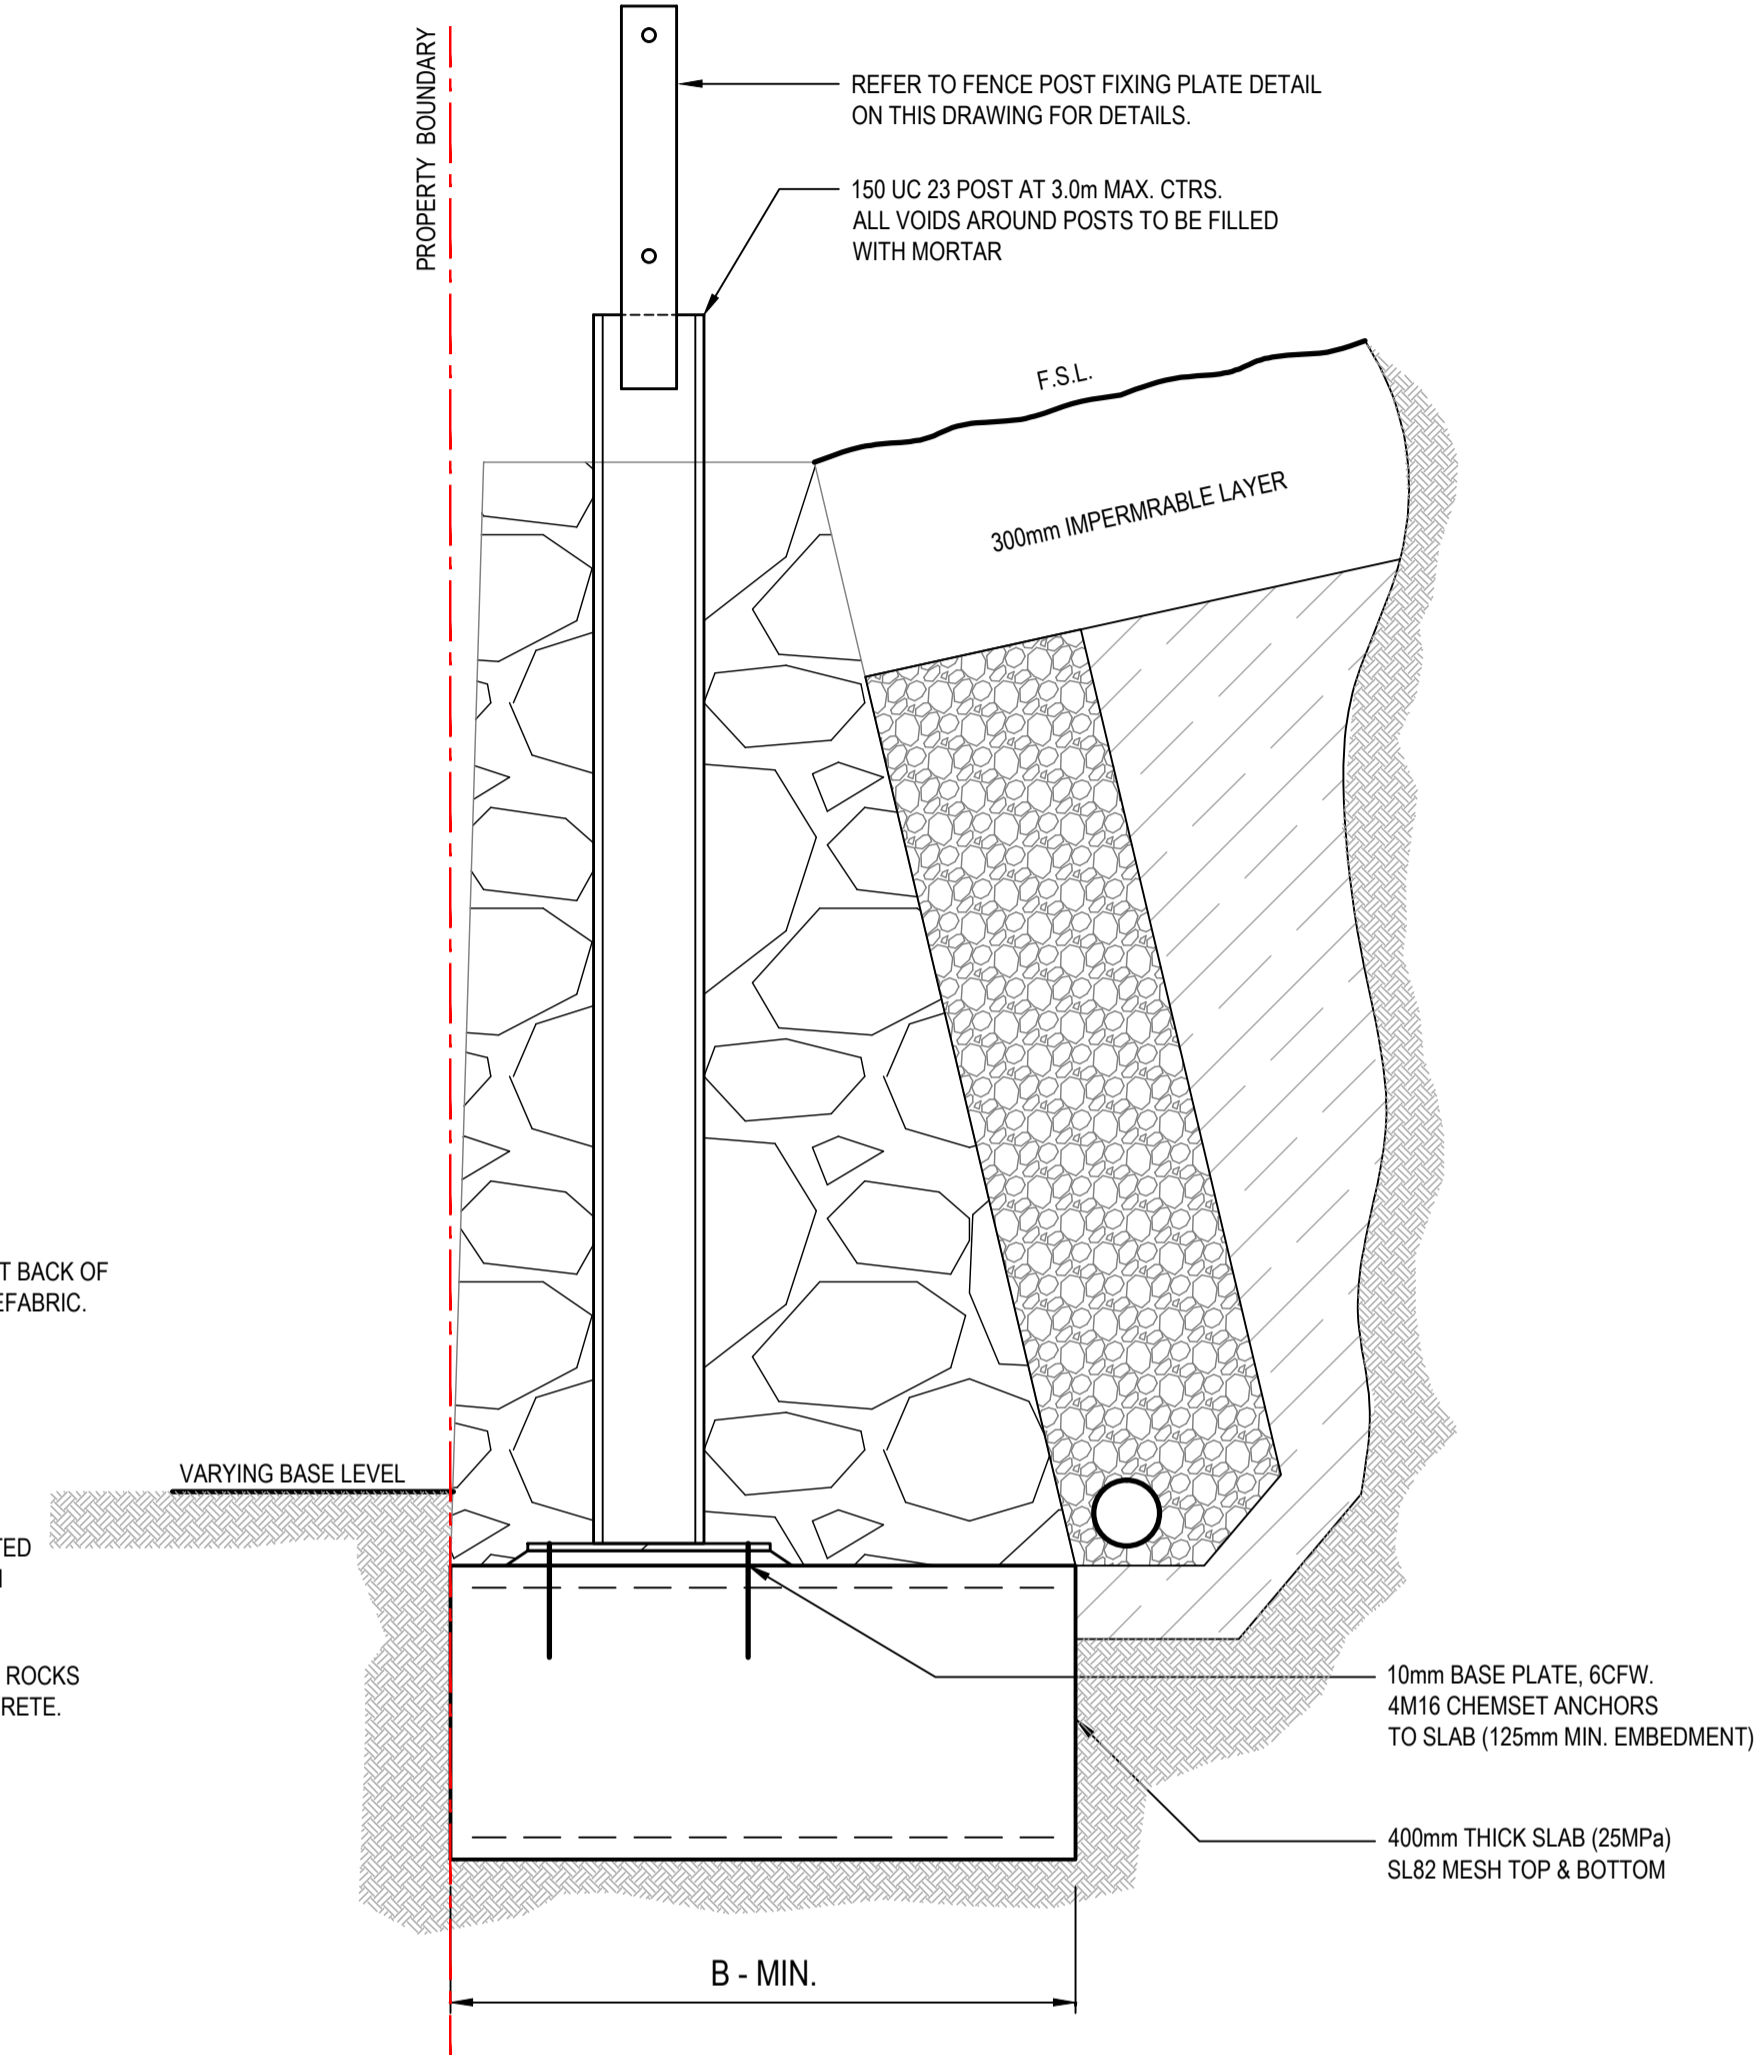 PROPERTY BOUNDARY
REFER TO FENCE POST FIXING PLATE DETAIL
ON THIS DRAWING FOR DETAILS.
150 UC 23 POST AT 3.0m MAX. CTRS.
ALL VOIDS AROUND POSTS TO BE FILLED
WITH MORTAR
F.S.L.
300mm IMPERMRABLE LAYER
T BACK OF
EFABRIC.
VARYING BASE LEVEL
TED
ROCKS
RETE.
10mm BASE PLATE, 6CFW.
4M16 CHEMSET ANCHORS
TO SLAB (125mm MIN. EMBEDMENT)
400mm THICK SLAB (25MPa)
SL82 MESH TOP & BOTTOM
B - MIN.